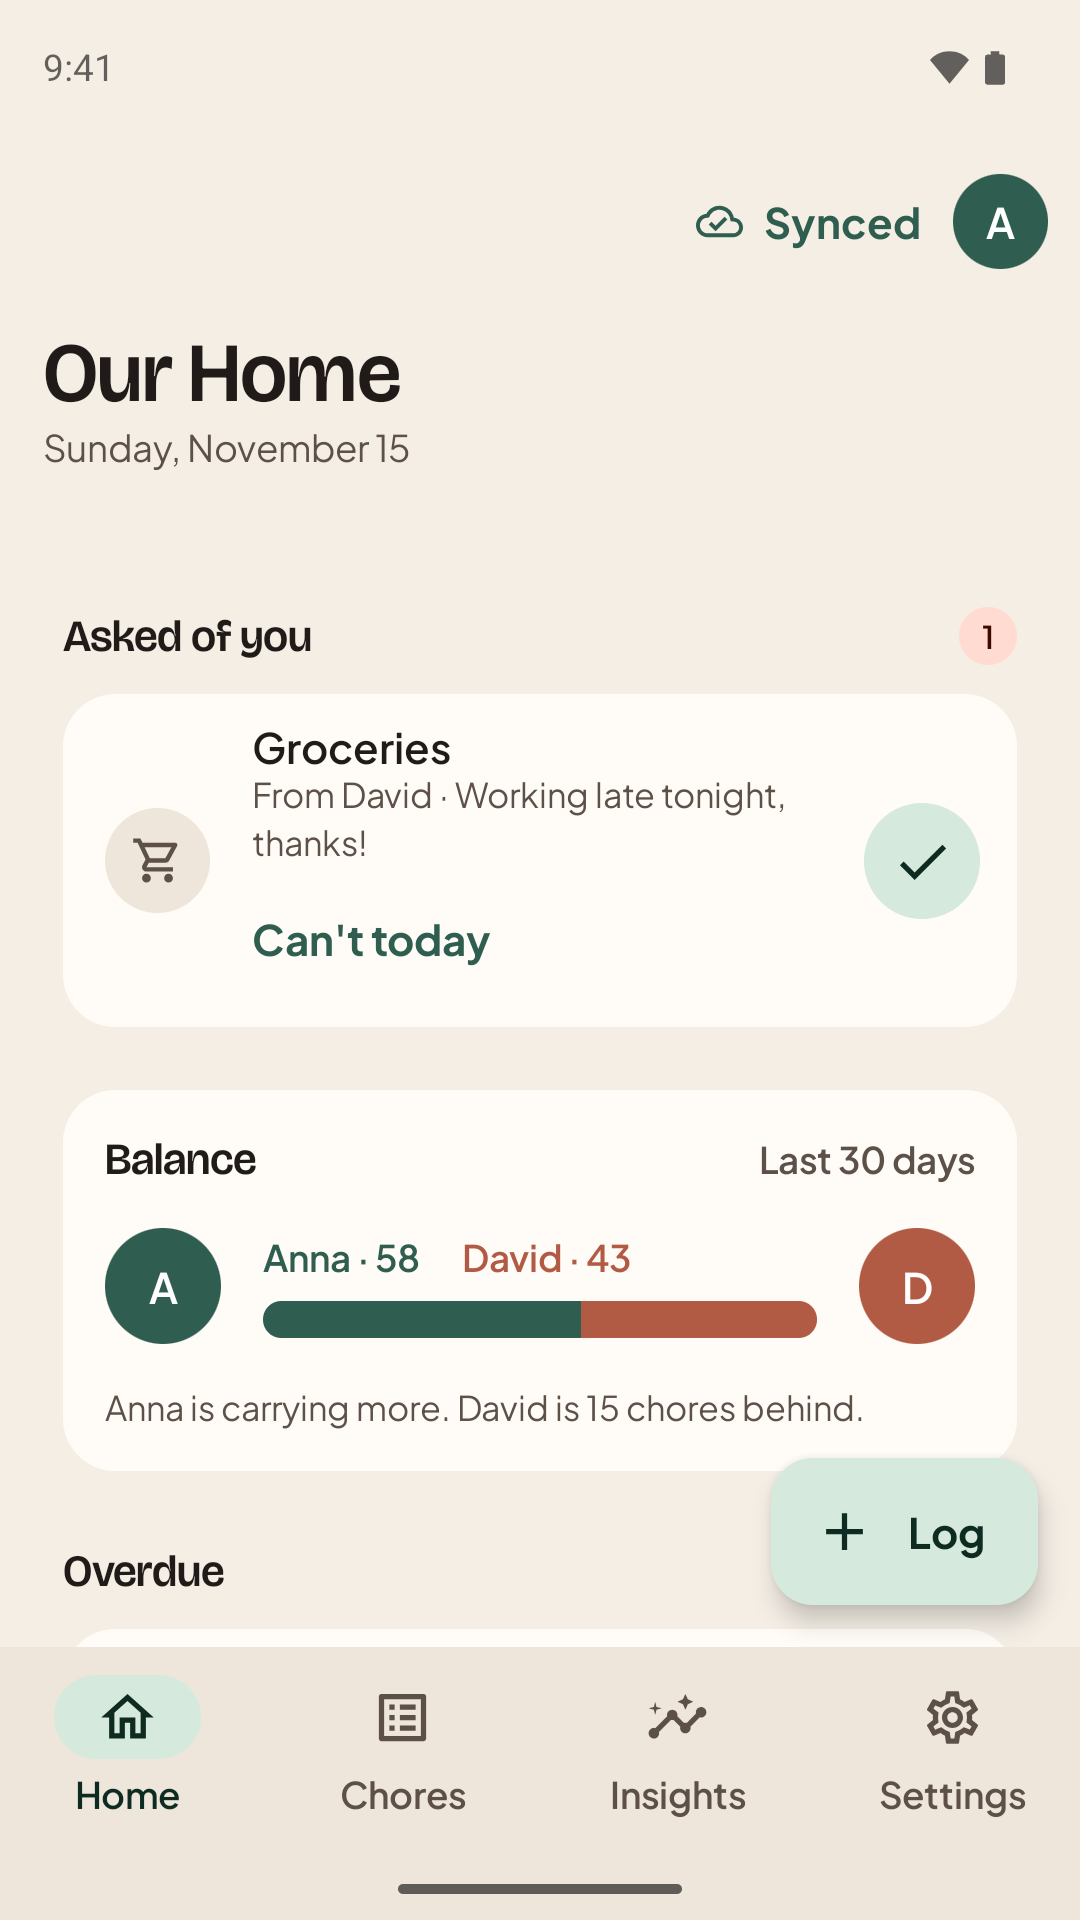 9:41
Synced
A
Our Home
Sunday, November 15
Asked of you
1
Groceries
From David · Working late tonight,
thanks!
Can't today
Balance
Last 30 days
A
Anna · 58
David · 43
D
Anna is carrying more. David is 15 chores behind.
Log
Overdue
Home
Chores
Insights
Settings